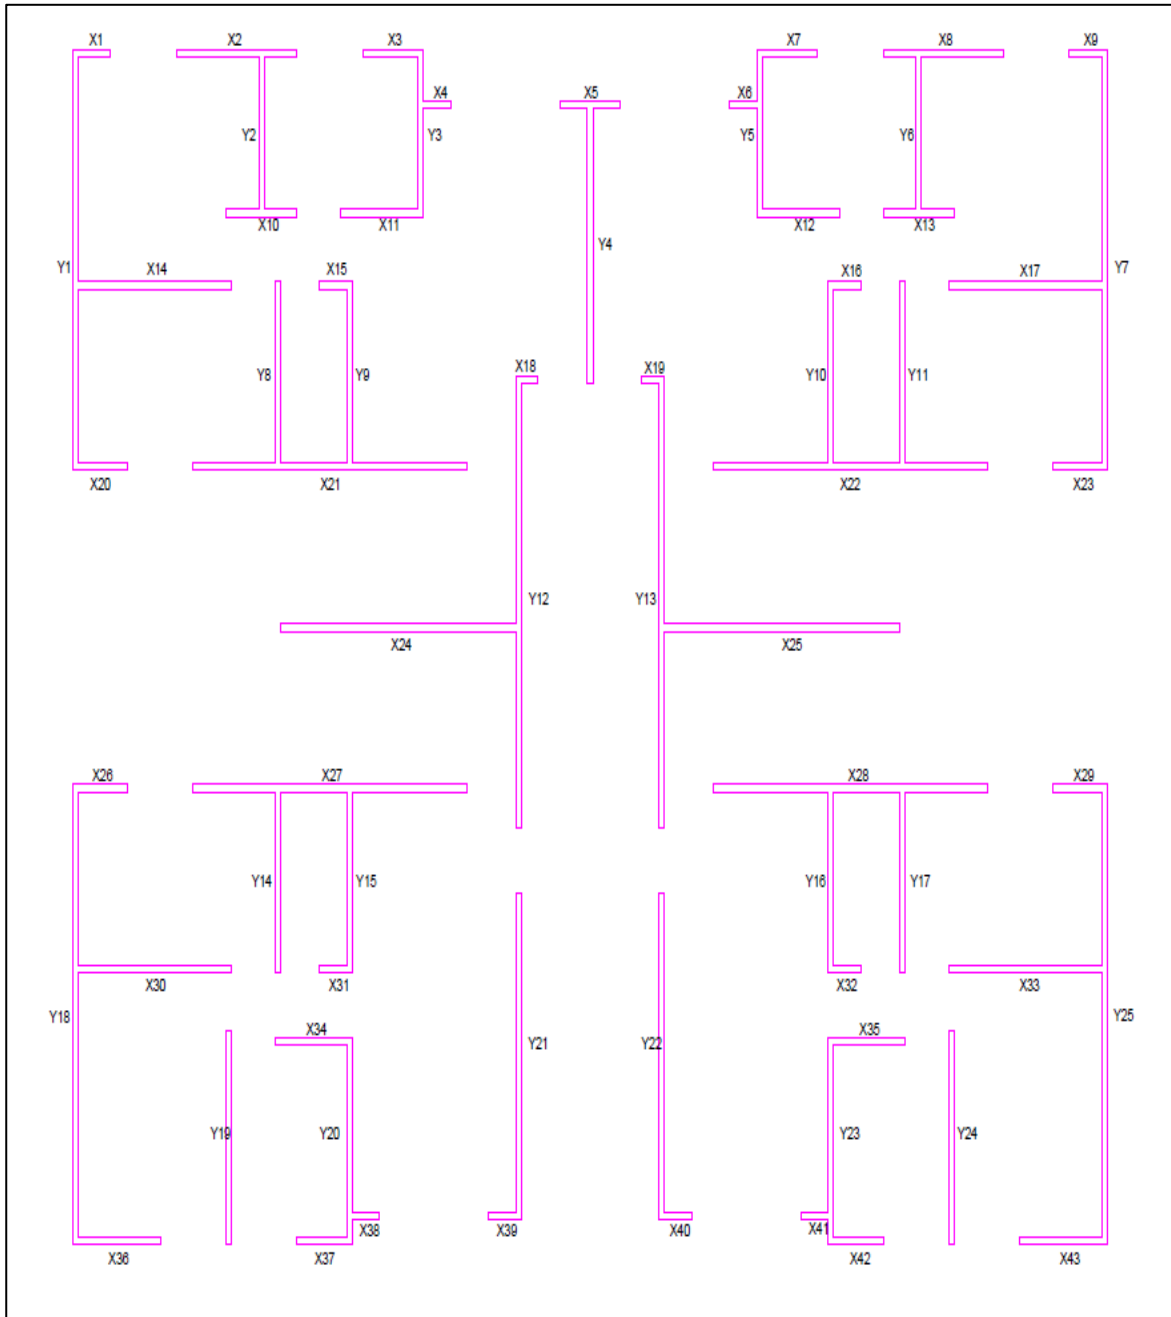 X1 X2 X3 X7 X8 X9
X4 X5 X6
Y2 Y3 Y5 Y6
X10 X11 X12 X13
Y4
Y1 X14 X15 X16 X17 Y7
X18 X19
Y8 Y9 Y10 Y11
X20 X21 X22 X23
Y12 Y13
X24 X25
X26 X27 X28 X29
Y14 Y15 Y16 Y17
X30 X31 X32 X33
Y18 Y25
X34 X35
Y21 Y22
Y19 Y20 Y23 Y24
X38 X39 X40 X41
X36 X37 X42 X43